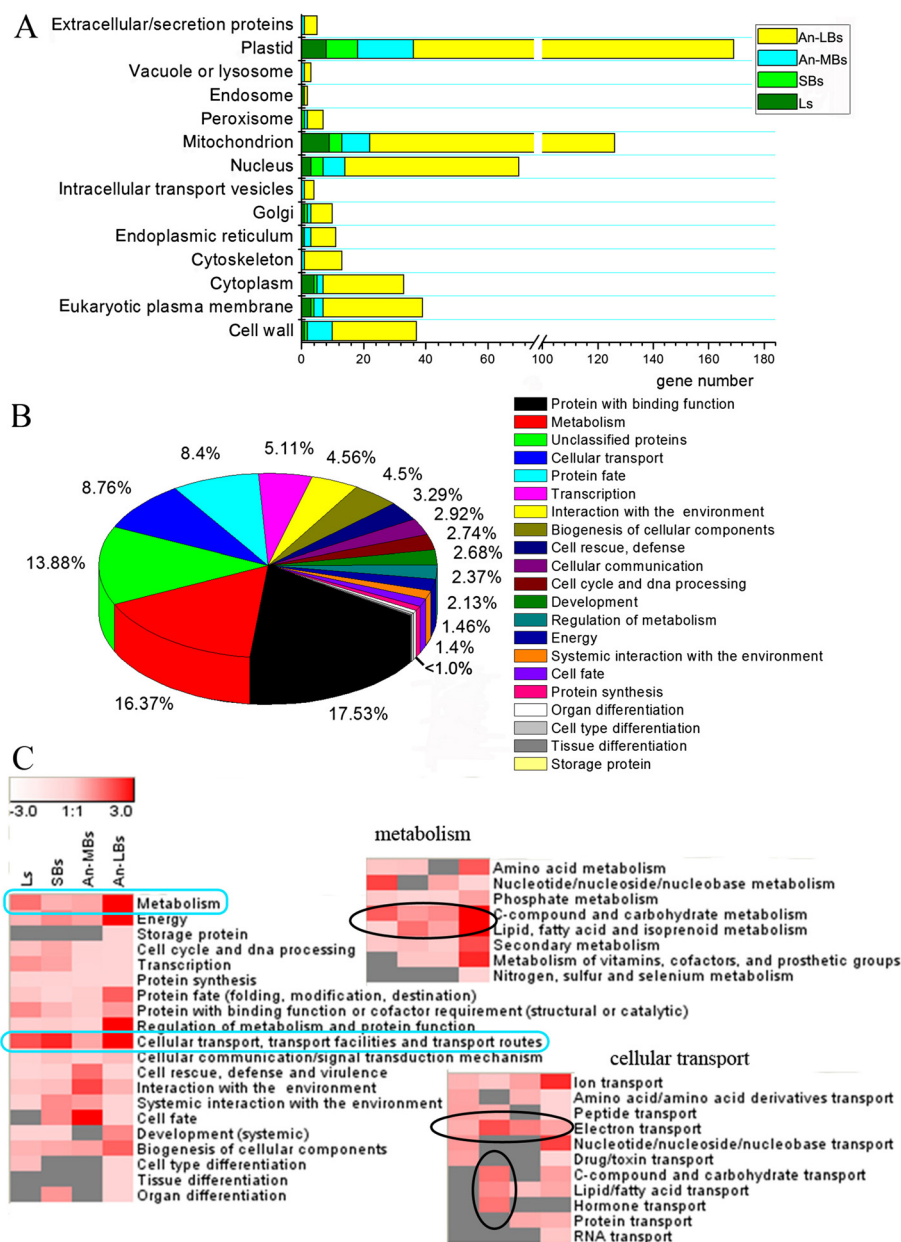 A
Extracellular/secretion proteins
Plastid
Vacuole or lysosome
Endosome
Peroxisome
Mitochondrion
Nucleus
Intracellular transport vesicles
Golgi
Endoplasmic reticulum
Cytoskeleton
Cytoplasm
Eukaryotic plasma membrane
Cell wall
0 20 40 60 100 120 140 160 180
gene number
An-LBs
An-MBs
SBs
Ls
B
17.53%
16.37%
13.88%
8.76%
8.4%
5.11%
4.56%
4.5%
3.29%
2.92%
2.74%
2.68%
2.37%
2.13%
1.46%
1.4%
<1.0%
Protein with binding function
Metabolism
Unclassified proteins
Cellular transport
Protein fate
Transcription
Interaction with the environment
Biogenesis of cellular components
Cell rescue, defense
Cellular communication
Cell cycle and dna processing
Development
Regulation of metabolism
Energy
Systemic interaction with the environment
Cell fate
Protein synthesis
Organ differentiation
Cell type differentiation
Tissue differentiation
Storage protein
C
-3.0 1:1 3.0
Ls SBs An-MBs An-LBs
Metabolism
Energy
Storage protein
Cell cycle and dna processing
Transcription
Protein synthesis
Protein fate (folding, modification, destination)
Protein with binding function or cofactor requirement (structural or catalytic)
Regulation of metabolism and protein function
Cellular transport, transport facilities and transport routes
Cellular communication/signal transduction mechanism
Cell rescue, defense and virulence
Interaction with the environment
Systemic interaction with the environment
Cell fate
Development (systemic)
Biogenesis of cellular components
Cell type differentiation
Tissue differentiation
Organ differentiation
metabolism
Amino acid metabolism
Nucleotide/nucleoside/nucleobase metabolism
Phosphate metabolism
C-compound and carbohydrate metabolism
Lipid, fatty acid and isoprenoid metabolism
Secondary metabolism
Metabolism of vitamins, cofactors, and prosthetic groups
Nitrogen, sulfur and selenium metabolism
cellular transport
Ion transport
Amino acid/amino acid derivatives transport
Peptide transport
Electron transport
Nucleotide/nucleoside/nucleobase transport
Drug/toxin transport
C-compound and carbohydrate transport
Lipid/fatty acid transport
Hormone transport
Protein transport
RNA transport